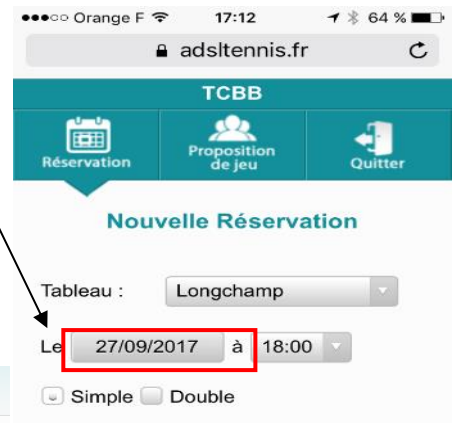 Orange F 17:12 64 %
adsltennis.fr
TCBB
Réservation Proposition de jeu Quitter
Nouvelle Réservation
Tableau : Longchamp
Le 27/09/2017 à 18:00
Simple Double